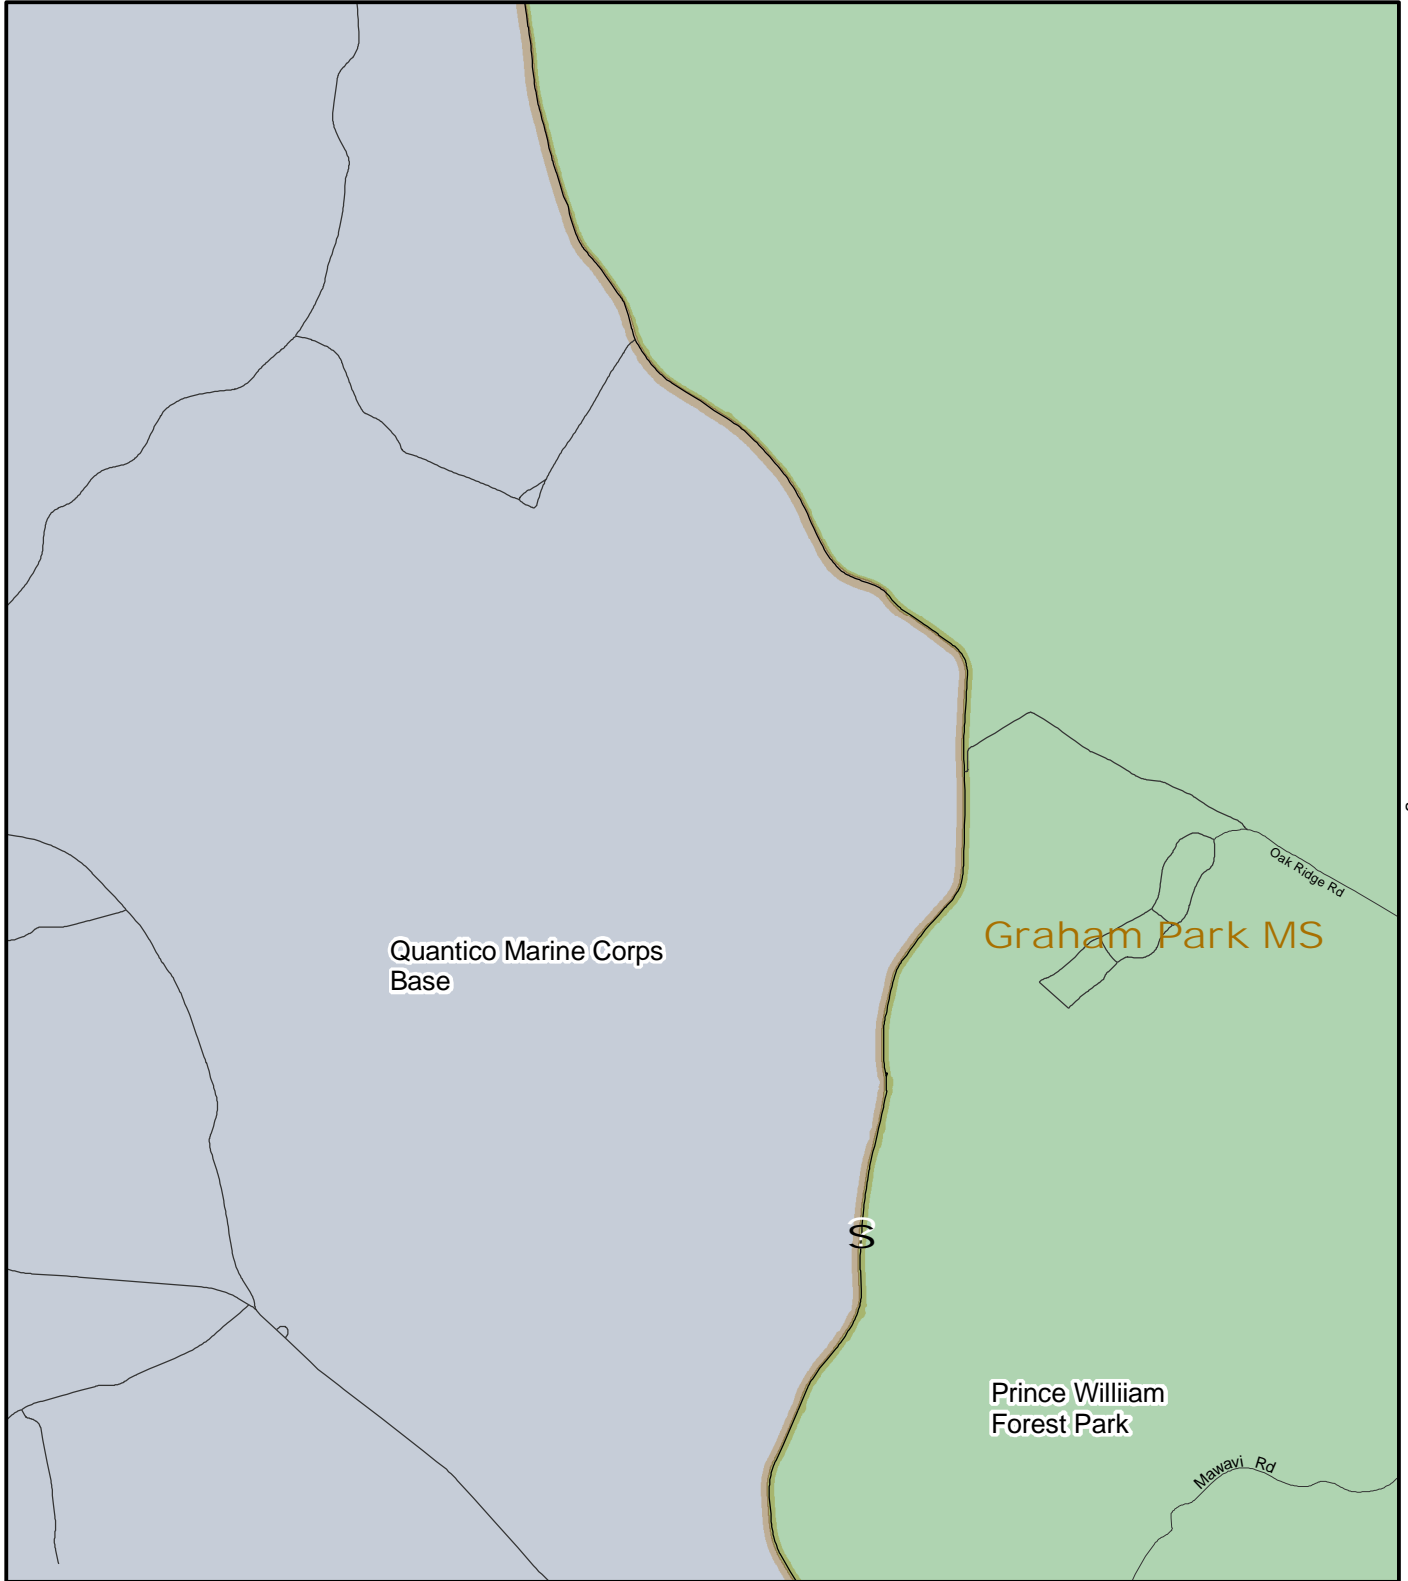 Oak Ridge Rd
Graham Park MS
Quantico Marine Corps
Base
S
Prince Williiam
Forest Park
Mawavi Rd